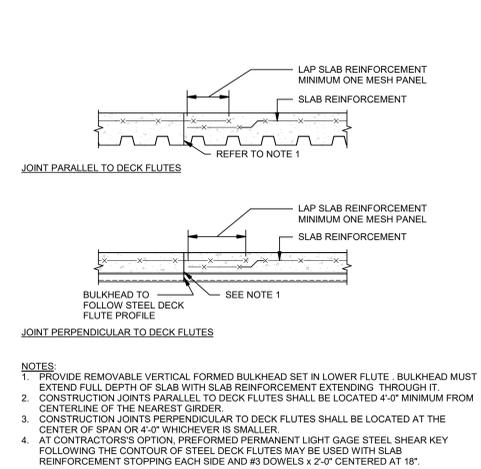 LAP SLAB REINFORCEMENT
MINIMUM ONE MESH PANEL
SLAB REINFORCEMENT
REFER TO NOTE 1
JOINT PARALLEL TO DECK FLUTES
LAP SLAB REINFORCEMENT
MINIMUM ONE MESH PANEL
SLAB REINFORCEMENT
BULKHEAD TO
FOLLOW STEEL DECK
FLUTE PROFILE
SEE NOTE 1
JOINT PERPENDICULAR TO DECK FLUTES
NOTES:
1. PROVIDE REMOVABLE VERTICAL FORMED BULKHEAD SET IN LOWER FLUTE . BULKHEAD MUST
EXTEND FULL DEPTH OF SLAB WITH SLAB REINFORCEMENT EXTENDING THROUGH IT.
2. CONSTRUCTION JOINTS PARALLEL TO DECK FLUTES SHALL BE LOCATED 4'-0" MINIMUM FROM
CENTERLINE OF THE NEAREST GIRDER.
3. CONSTRUCTION JOINTS PERPENDICULAR TO DECK FLUTES SHALL BE LOCATED AT THE
CENTER OF SPAN OR 4'-0" WHICHEVER IS SMALLER.
4. AT CONTRACTORS'S OPTION, PREFORMED PERMANENT LIGHT GAGE STEEL SHEAR KEY
FOLLOWING THE CONTOUR OF STEEL DECK FLUTES MAY BE USED WITH SLAB
REINFORCEMENT STOPPING EACH SIDE AND #3 DOWELS x 2'-0" CENTERED AT 18".